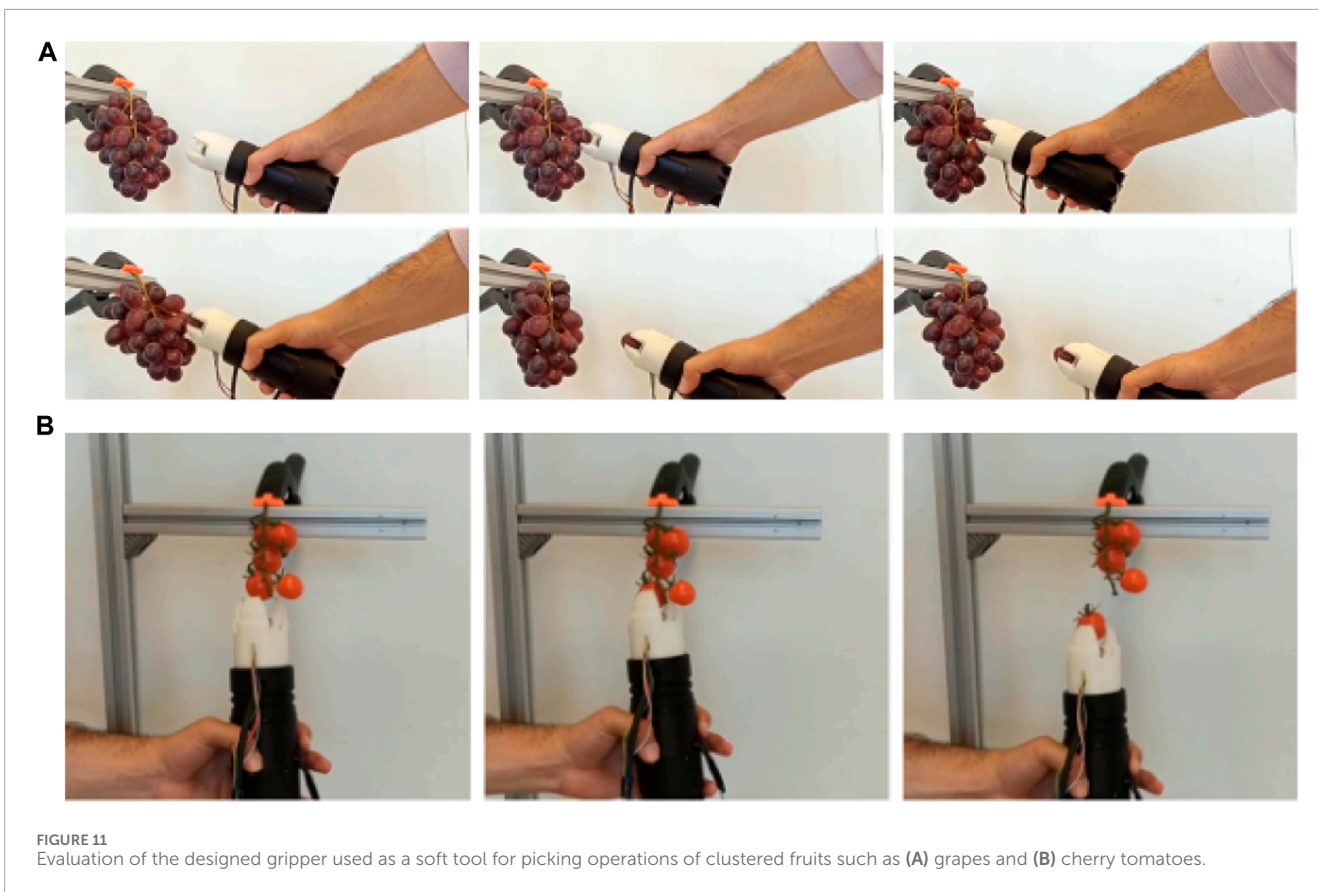 A
B
FIGURE 11
Evaluation of the designed gripper used as a soft tool for picking operations of clustered fruits such as (A) grapes and (B) cherry tomatoes.